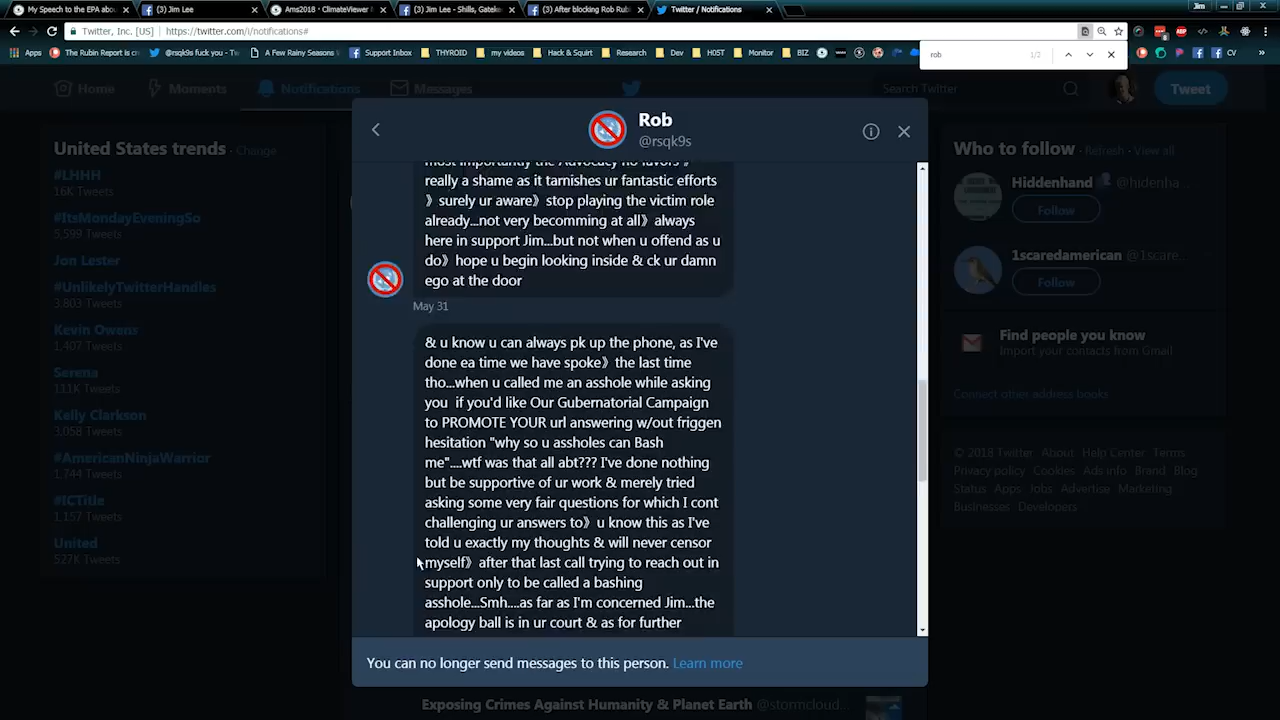 My Speech to the EPA about
(3) Jim Lee
Ams2018 - ClimateViewer
(3) Jim Lee - Shills, Gateke
(3) After blocking Rob Rub
Twitter / Notifications
Jim
Twitter, Inc. [US] | https://twitter.com/i/notifications#
Apps
The Rubin Report is cr
@rsqk9s fuck you - Tw
A Few Rainy Seasons
Support Inbox
THYROID
my videos
Hack & Squirt
Research
Dev
H05T
Monitor
BIZ
CV
rob
1/2
Home
Moments
Notifications
Messages
Search Twitter
Tweet
Rob
@rsqk9s
United States trends · Change
#LHHH
16K Tweets
#ItsMondayEveningSo
5,599 Tweets
Jon Lester
#UnlikelyTwitterHandles
3,803 Tweets
Kevin Owens
1,407 Tweets
Serena
111K Tweets
Kelly Clarkson
3,058 Tweets
#AmericanNinjaWarrior
1,744 Tweets
#ICTitle
1,157 Tweets
United
527K Tweets
most importantly the Advocacy no favors 》
really a shame as it tarnishes ur fantastic efforts
》surely ur aware》stop playing the victim role
already...not very becomming at all》always
here in support Jim...but not when u offend as u
do》hope u begin looking inside & ck ur damn
ego at the door
May 31
& u know u can always pk up the phone, as I've
done ea time we have spoke》the last time
tho...when u called me an asshole while asking
you  if you'd like Our Gubernatorial Campaign
to PROMOTE YOUR url answering w/out friggen
hesitation "why so u assholes can Bash
me"....wtf was that all abt??? I've done nothing
but be supportive of ur work & merely tried
asking some very fair questions for which I cont
challenging ur answers to》u know this as I've
told u exactly my thoughts & will never censor
myself》after that last call trying to reach out in
support only to be called a bashing
asshole...Smh....as far as I'm concerned Jim...the
apology ball is in ur court & as for further
You can no longer send messages to this person. Learn more
Who to follow · Refresh · View all
Hiddenhand @hidenha...
Follow
1scaredamerican @1scare...
Follow
Find people you know
Import your contacts from Gmail
Connect other address books
© 2018 Twitter About Help Center Terms
Privacy policy Cookies Ads info Brand Blog
Status Apps Jobs Advertise Marketing
Businesses Developers
Exposing Crimes Against Humanity & Planet Earth @stormcloud...